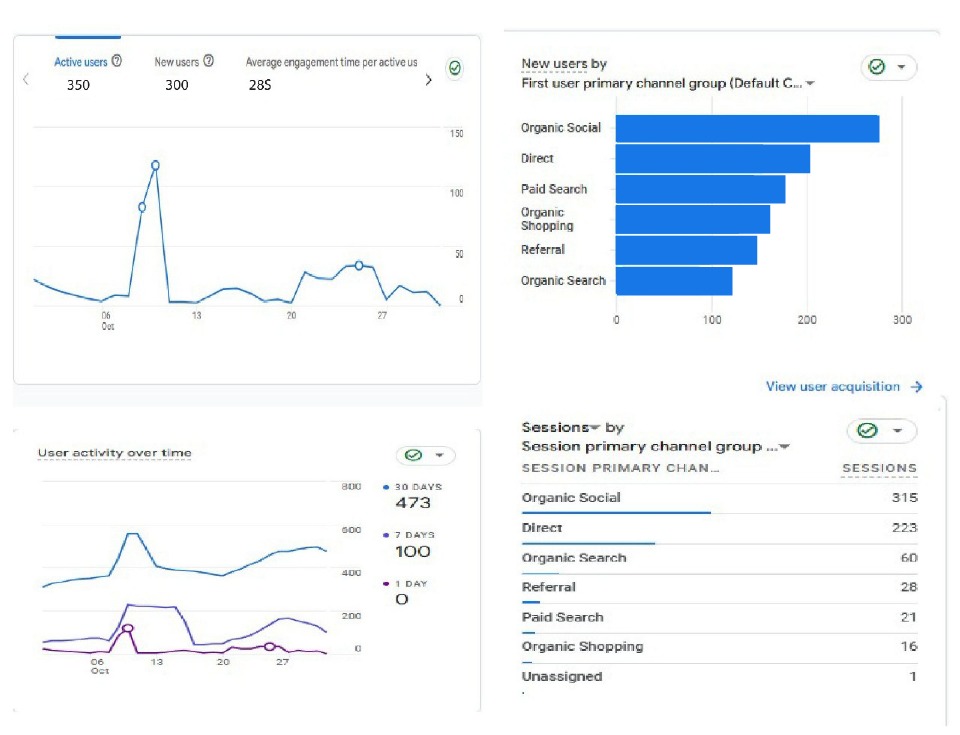 Active users New users Average engagement time per active us
350 300 28$
150
100
50
0
06 13 20 27
Oct
New users by
First user primary channel group (Default C...
Organic Social
Direct
Paid Search
Organic
Shopping
Referral
Organic Search
0 100 200 300
View user acquisition
User activity over time
800
600
400
200
0
06 13 20 27
Oct
30 DAYS
473
7 DAYS
100
1 DAY
0
Sessions by
Session primary channel group ...
SESSION PRIMARY CHAN... SESSIONS
Organic Social 315
Direct 223
Organic Search 60
Referral 28
Paid Search 21
Organic Shopping 16
Unassigned 1